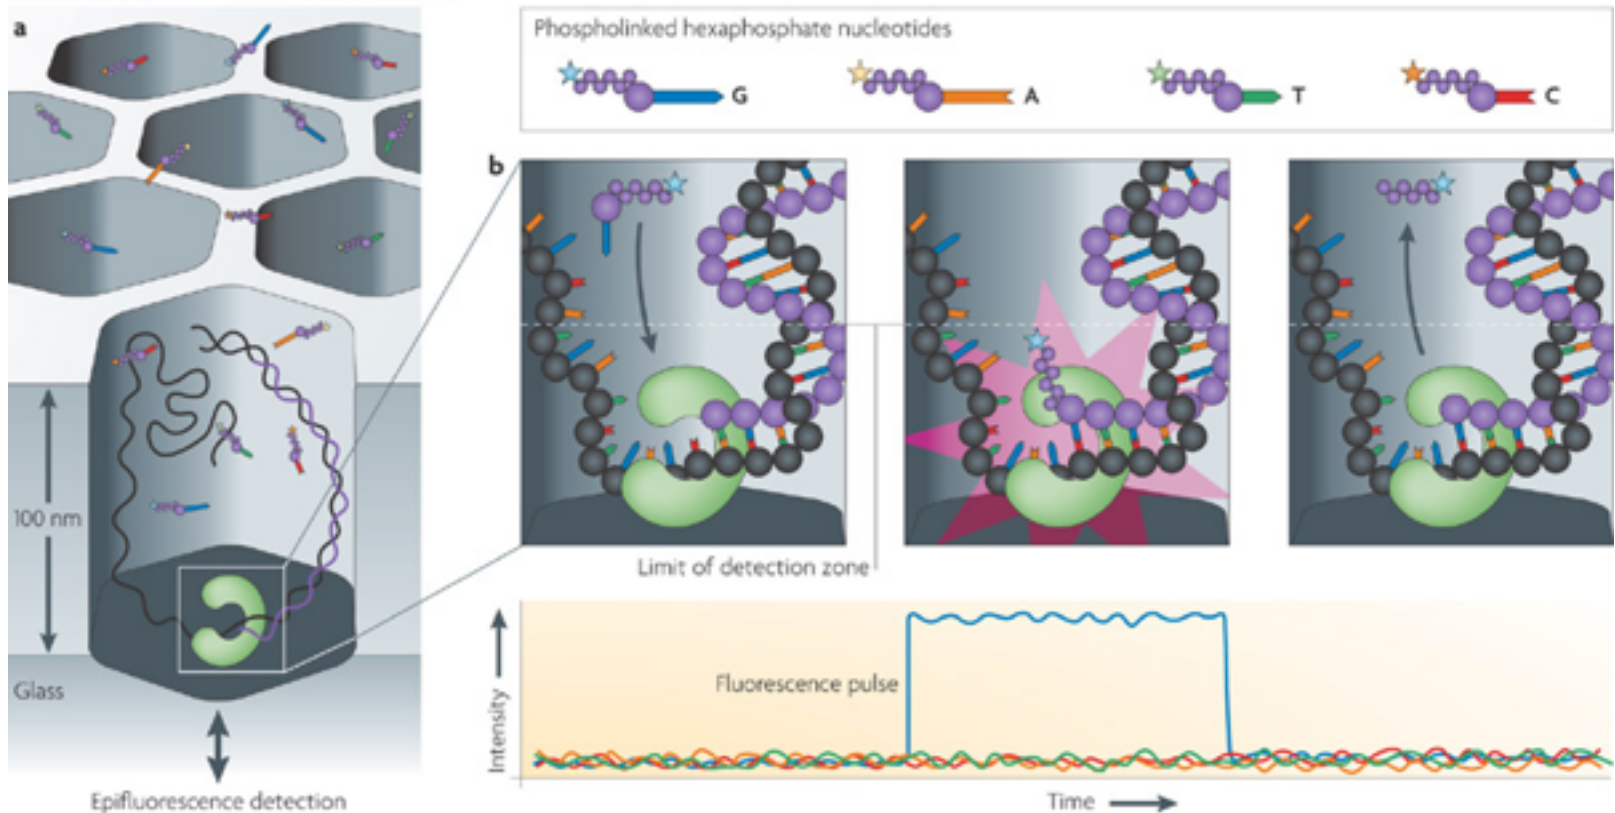 a
Phospholinked hexaphosphate nucleotides
G
A
T
C
b
100 nm
Glass
Epifluorescence detection
Limit of detection zone
Intensity
Fluorescence pulse
Time